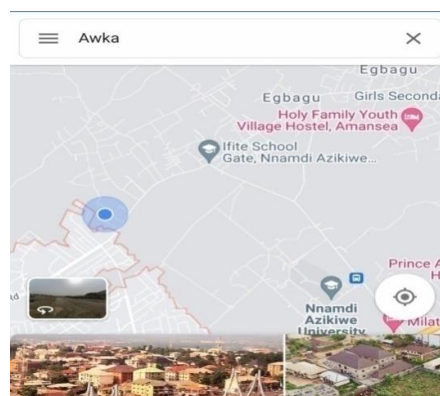 Awka
Egbagu
Egbagu
Girls Seconda
Holy Family Youth
Village Hostel, Amansea
Ifite School
Gate, Nnamdi Azikiwe...
Prince A
H
Nnamdi
Azikiwe
University
Milat